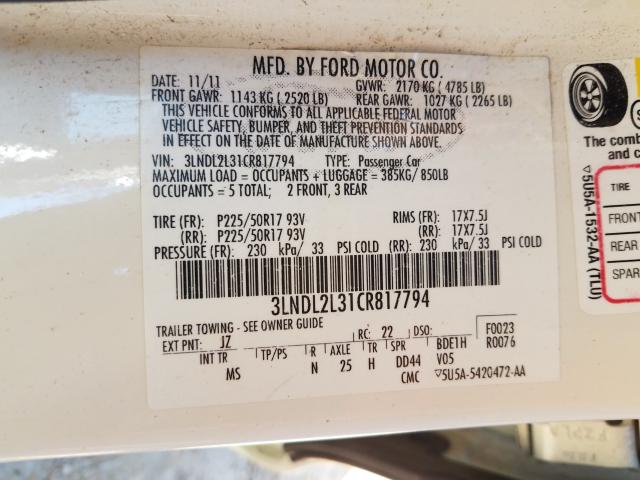 MFD. BY FORD MOTOR CO.
DATE: 11/11 GVWR: 2170 KG ( 4785 LB)
FRONT GAWR: 1143 KG ( 2520 LB) REAR GAWR: 1027 KG ( 2265 LB)
THIS VEHICLE CONFORMS TO ALL APPLICABLE FEDERAL MOTOR
VEHICLE SAFETY, BUMPER, AND THEFT PREVENTION STANDARDS
IN EFFECT ON THE DATE OF MANUFACTURE SHOWN ABOVE.
VIN: 3LNDL2L31CR817794 TYPE: Passenger Car
MAXIMUM LOAD = OCCUPANTS + LUGGAGE = 385KG/ 850LB
OCCUPANTS = 5 TOTAL; 2 FRONT, 3 REAR
TIRE (FR): P225/50R17 93V RIMS (FR): 17X7.5J
(RR): P225/50R17 93V (RR): 17X7.5J
PRESSURE (FR): 230 kPa/ 33 PSI COLD (RR): 230 kPa/ 33 PSI COLD
3LNDL2L31CR817794
TRAILER TOWING - SEE OWNER GUIDE RC: 22 DSO: F0023
EXT PNT: JZ BDE1H R0076
INT TR TP/PS R AXLE TR SPR V05
MS N 25 H DD44
CMC ▽5U5A-5420472-AA
The comb
and c
TIRE
FRONT
REAR
SPARE
▽5U5A-1532-AA (TLU)